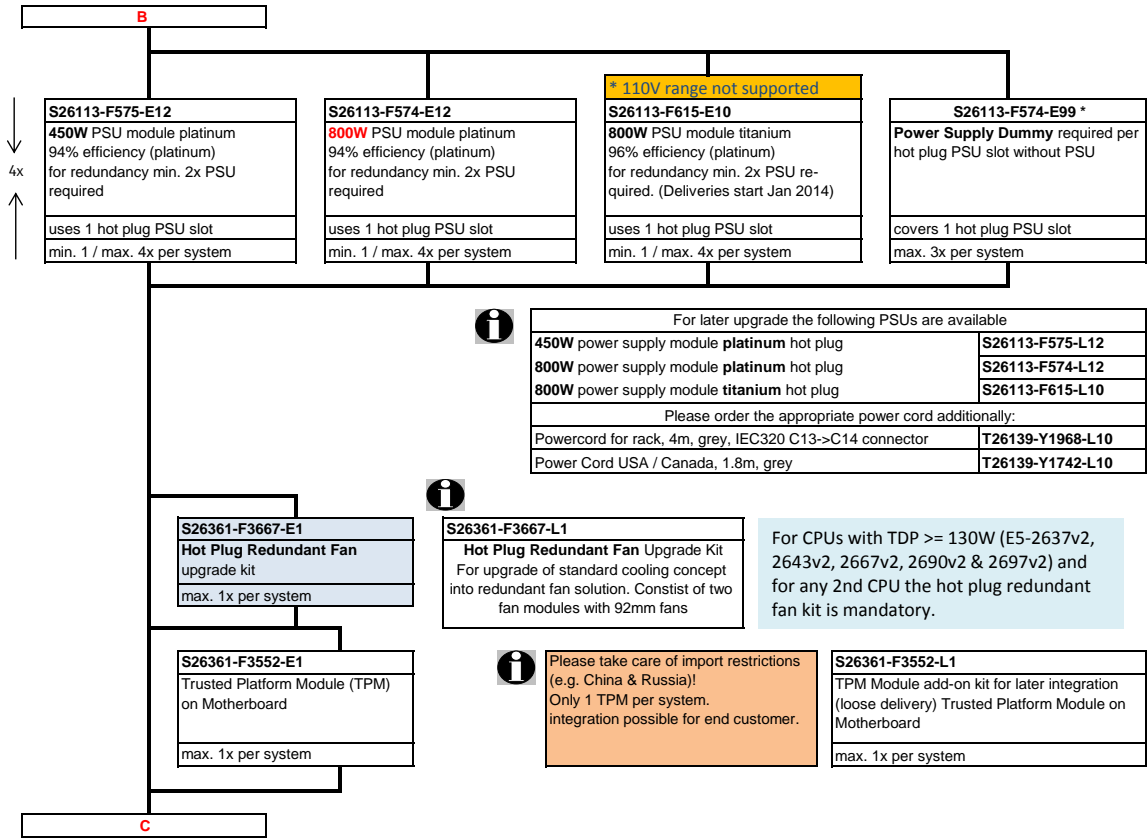 B
* 110V range not supported
4x
S26113-F575-E12
450W PSU module platinum
94% efficiency (platinum)
for redundancy min. 2x PSU
required
uses 1 hot plug PSU slot
min. 1 / max. 4x per system
S26113-F574-E12
800W PSU module platinum
94% efficiency (platinum)
for redundancy min. 2x PSU
required
uses 1 hot plug PSU slot
min. 1 / max. 4x per system
S26113-F615-E10
800W PSU module titanium
96% efficiency (platinum)
for redundancy min. 2x PSU re-
quired. (Deliveries start Jan 2014)
uses 1 hot plug PSU slot
min. 1 / max. 4x per system
S26113-F574-E99 *
Power Supply Dummy required per
hot plug PSU slot without PSU
covers 1 hot plug PSU slot
max. 3x per system
For later upgrade the following PSUs are available
450W power supply module platinum hot plug S26113-F575-L12
800W power supply module platinum hot plug S26113-F574-L12
800W power supply module titanium hot plug S26113-F615-L10
Please order the appropriate power cord additionally:
Powercord for rack, 4m, grey, IEC320 C13->C14 connector T26139-Y1968-L10
Power Cord USA / Canada, 1.8m, grey T26139-Y1742-L10
S26361-F3667-E1
Hot Plug Redundant Fan
upgrade kit
max. 1x per system
S26361-F3667-L1
Hot Plug Redundant Fan Upgrade Kit
For upgrade of standard cooling concept
into redundant fan solution. Constist of two
fan modules with 92mm fans
For CPUs with TDP >= 130W (E5-2637v2,
2643v2, 2667v2, 2690v2 & 2697v2) and
for any 2nd CPU the hot plug redundant
fan kit is mandatory.
S26361-F3552-E1
Trusted Platform Module (TPM)
on Motherboard
max. 1x per system
Please take care of import restrictions
(e.g. China & Russia)!
Only 1 TPM per system.
integration possible for end customer.
S26361-F3552-L1
TPM Module add-on kit for later integration
(loose delivery) Trusted Platform Module on
Motherboard
max. 1x per system
C